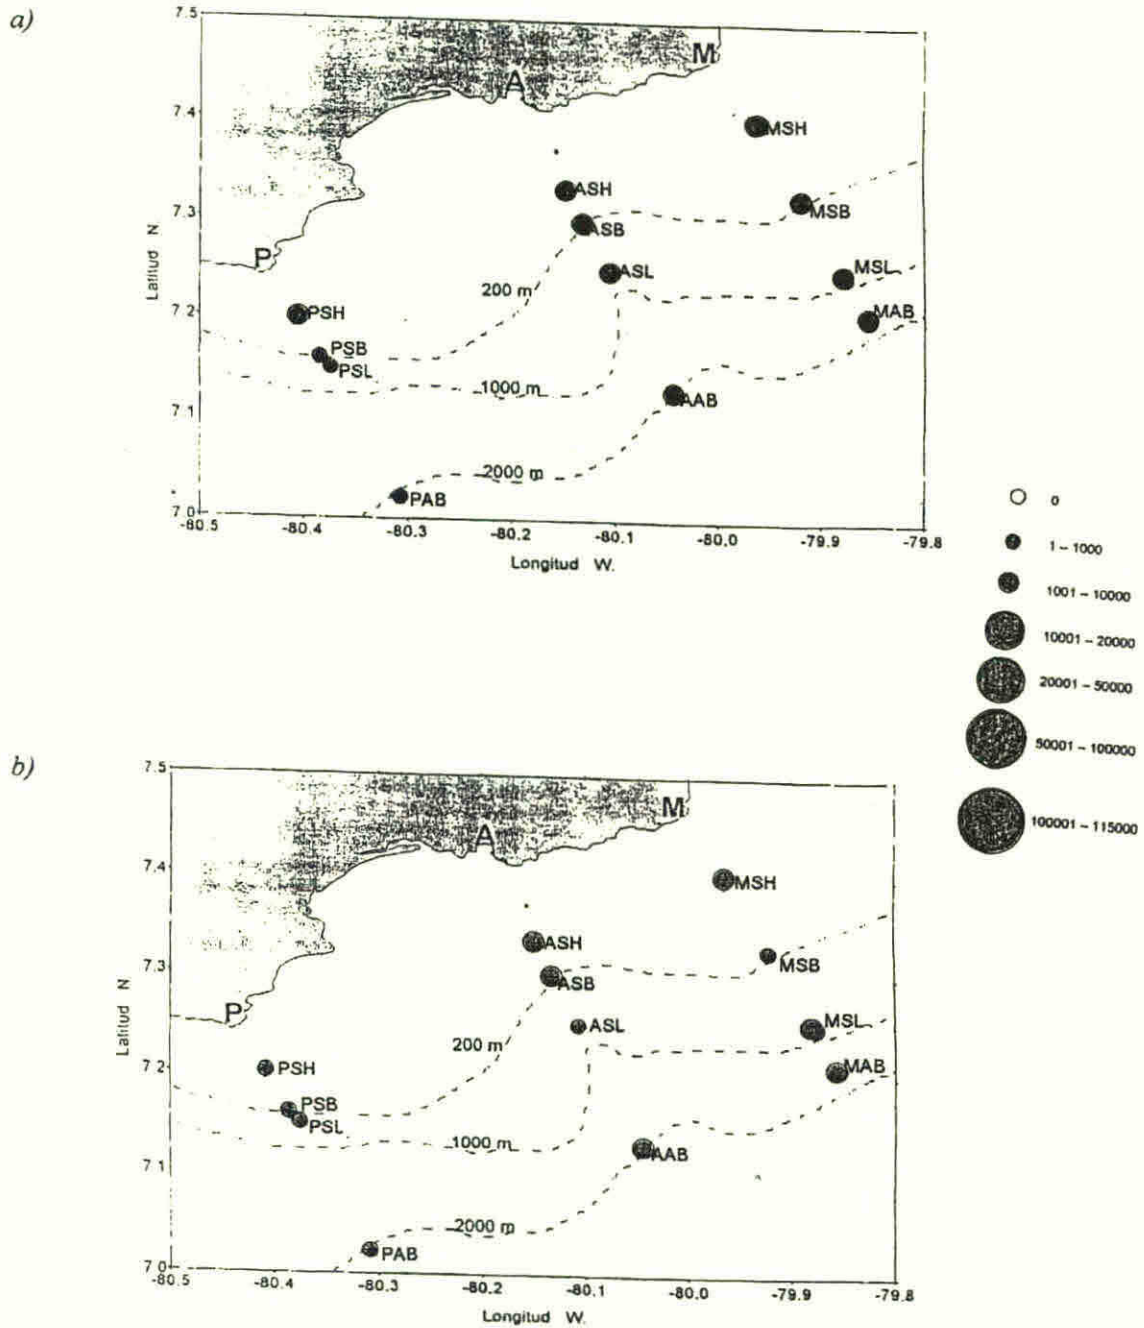 a)
7.5
7.4
7.3
7.2
7.1
7.0
Latitud N.
M
A
P
MSH
ASH
MSB
ASB
ASL
MSL
200 m
MAB
PSH
PSB
PSL
1000 m
AAB
2000 m
PAB
-80.5
-80.4
-80.3
-80.2
-80.1
-80.0
-79.9
-79.8
Longitud W.
0
1 – 1000
1001 – 10000
10001 – 20000
20001 – 50000
50001 – 100000
100001 – 115000
b)
7.5
7.4
7.3
7.2
7.1
7.0
Latitud N
M
A
P
MSH
ASH
MSB
ASB
ASL
MSL
200 m
MAB
PSH
PSB
PSL
1000 m
AAB
2000 m
PAB
-80.5
-80.4
-80.3
-80.2
-80.1
-80.0
-79.9
-79.8
Longitud W.